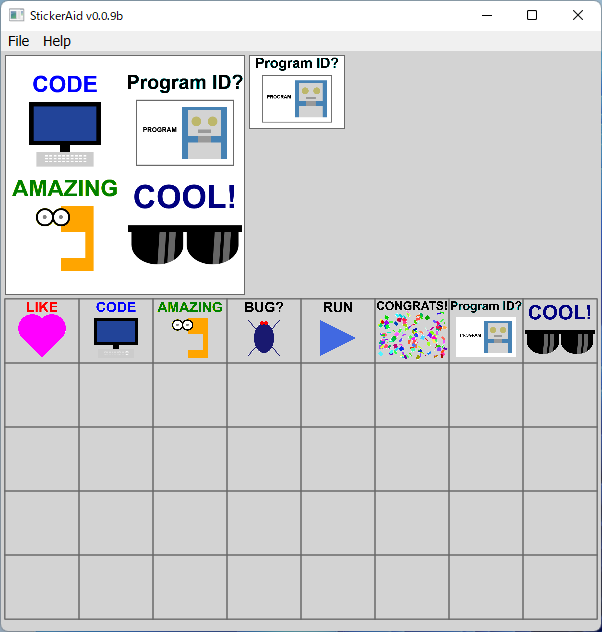 StickerAid v0.0.9b
File Help
CODE
Program ID?
PROGRAM
AMAZING
COOL!
Program ID?
PROGRAM
LIKE
CODE
AMAZING
BUG?
RUN
CONGRATS!
Program ID?
PROGRAM
COOL!